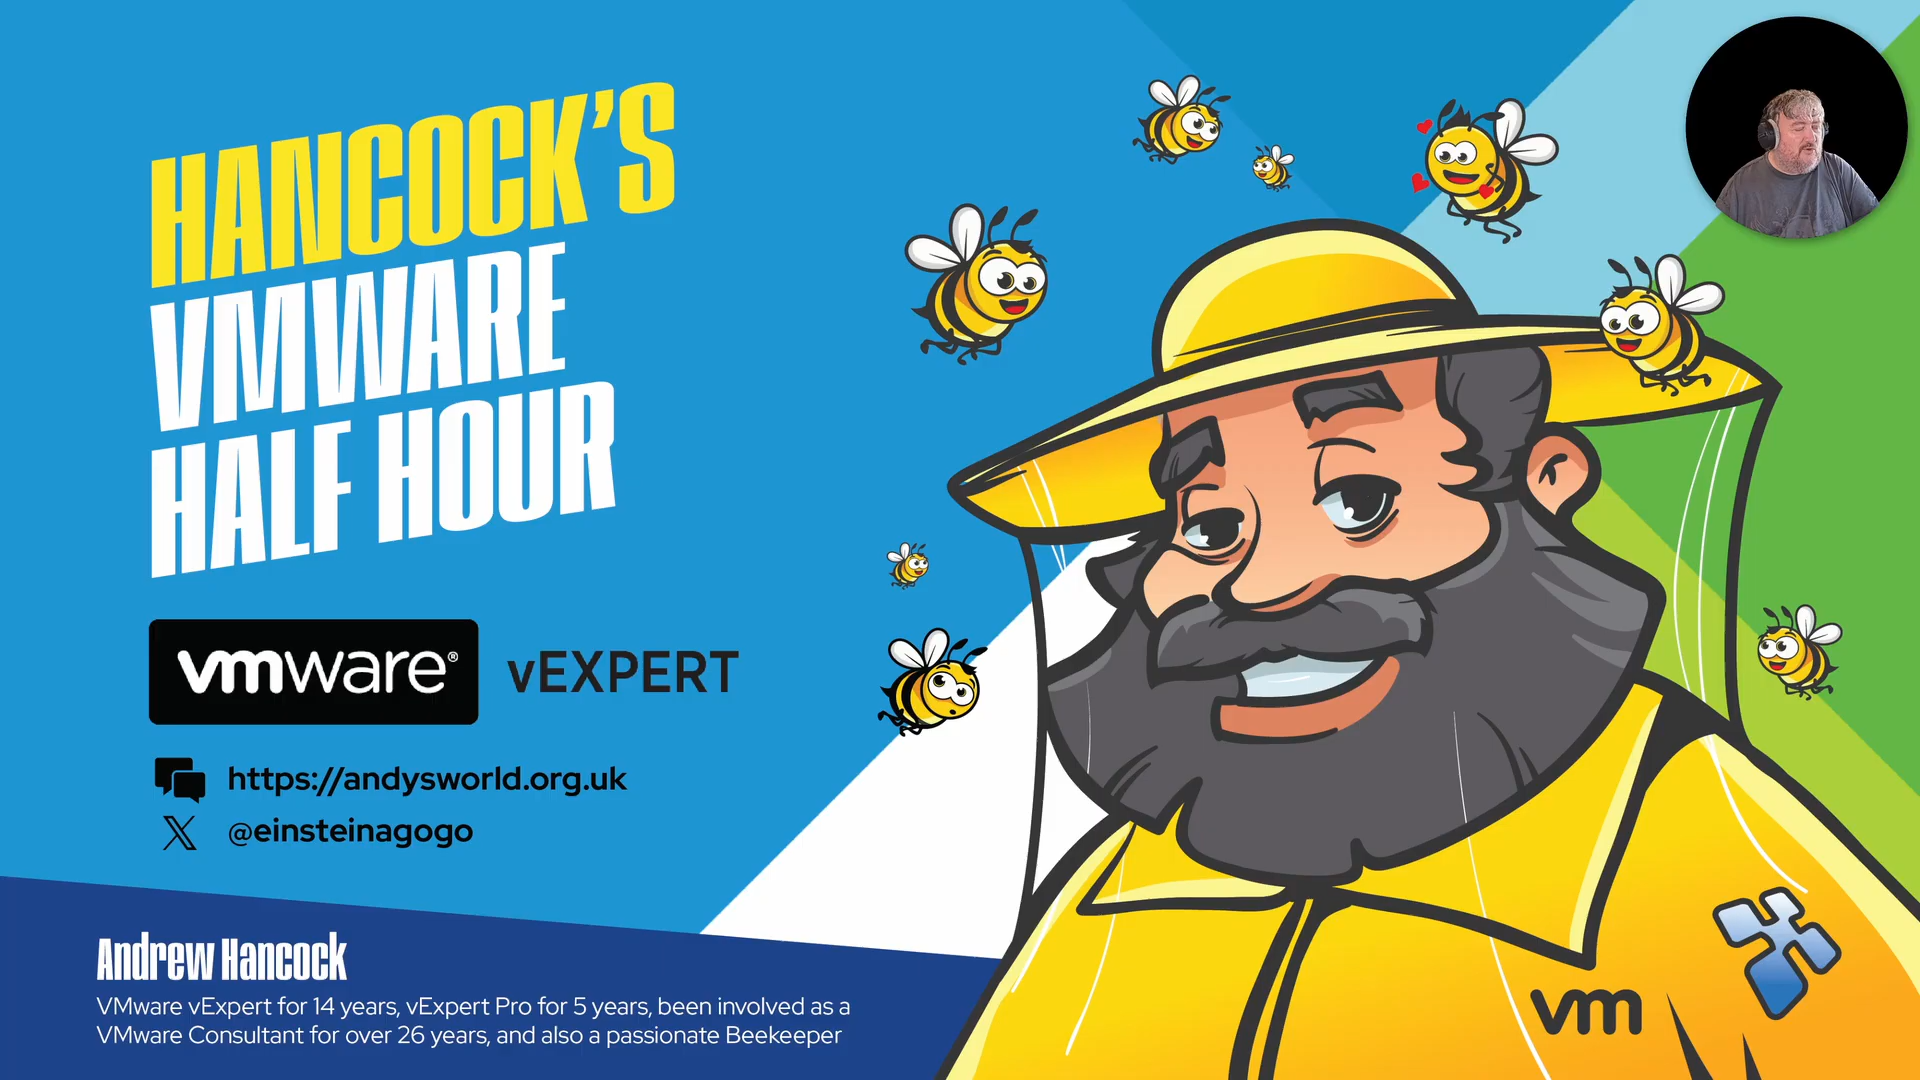 HANCOCK'S
VMWARE
HALF HOUR
vmware®
vEXPERT
https://andysworld.org.uk
@einsteinagogo
Andrew Hancock
VMware vExpert for 14 years, vExpert Pro for 5 years, been involved as a
VMware Consultant for over 26 years, and also a passionate Beekeeper
vm